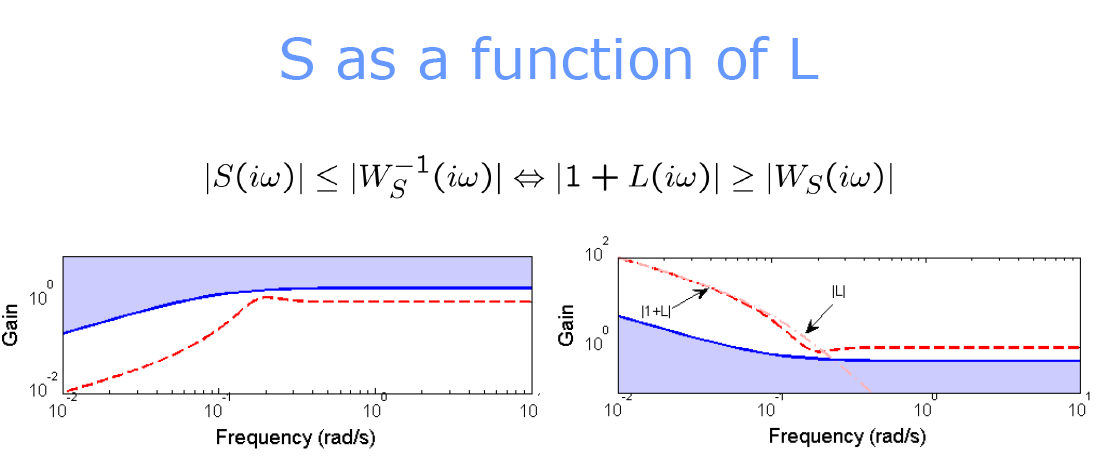 S as a function of L
|S(iω)| ≤ |W_S^{-1}(iω)| ⇔ |1 + L(iω)| ≥ |W_S(iω)|
Gain
10^0
10^-2
10^-2
10^-1
10^0
10
Frequency (rad/s)
Gain
10^2
10^0
|1+L|
|L|
10^-2
10^-1
10^0
10^1
Frequency (rad/s)